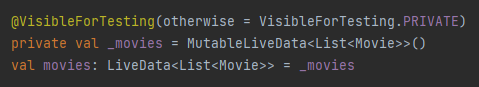 @VisibleForTesting(otherwise = VisibleForTesting.PRIVATE)
private val _movies = MutableLiveData<List<Movie>>()
val movies: LiveData<List<Movie>> = _movies